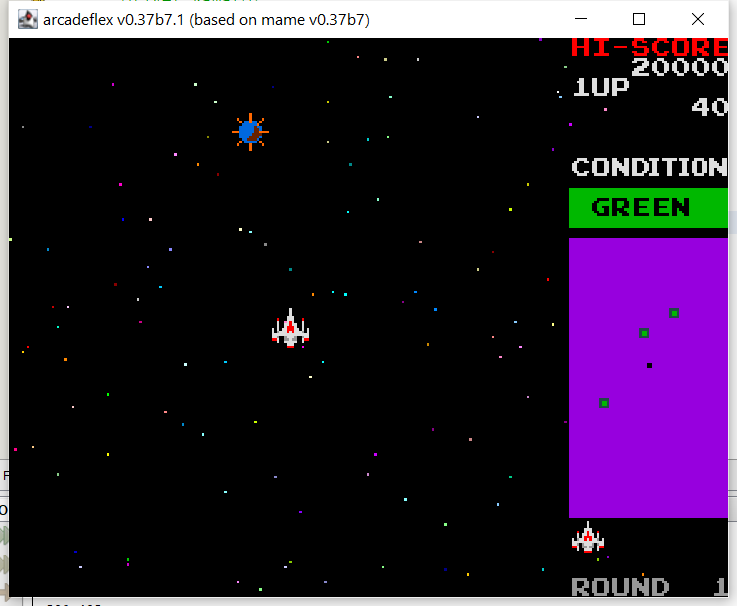 arcadeflex v0.37b7.1 (based on mame v0.37b7)
HI-SCORE
20000
1UP
40
CONDITION
GREEN
ROUND 1